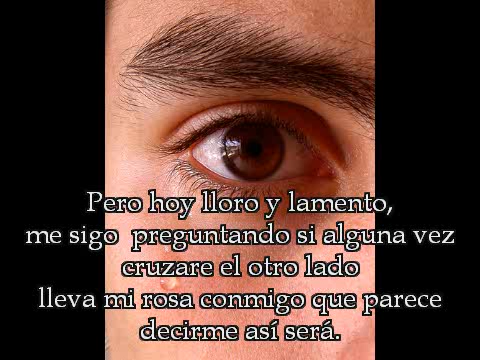 Pero hoy lloro y lamento,
me sigo preguntando si alguna vez
cruzare el otro lado
lleva mi rosa conmigo que parece
decirme así será.